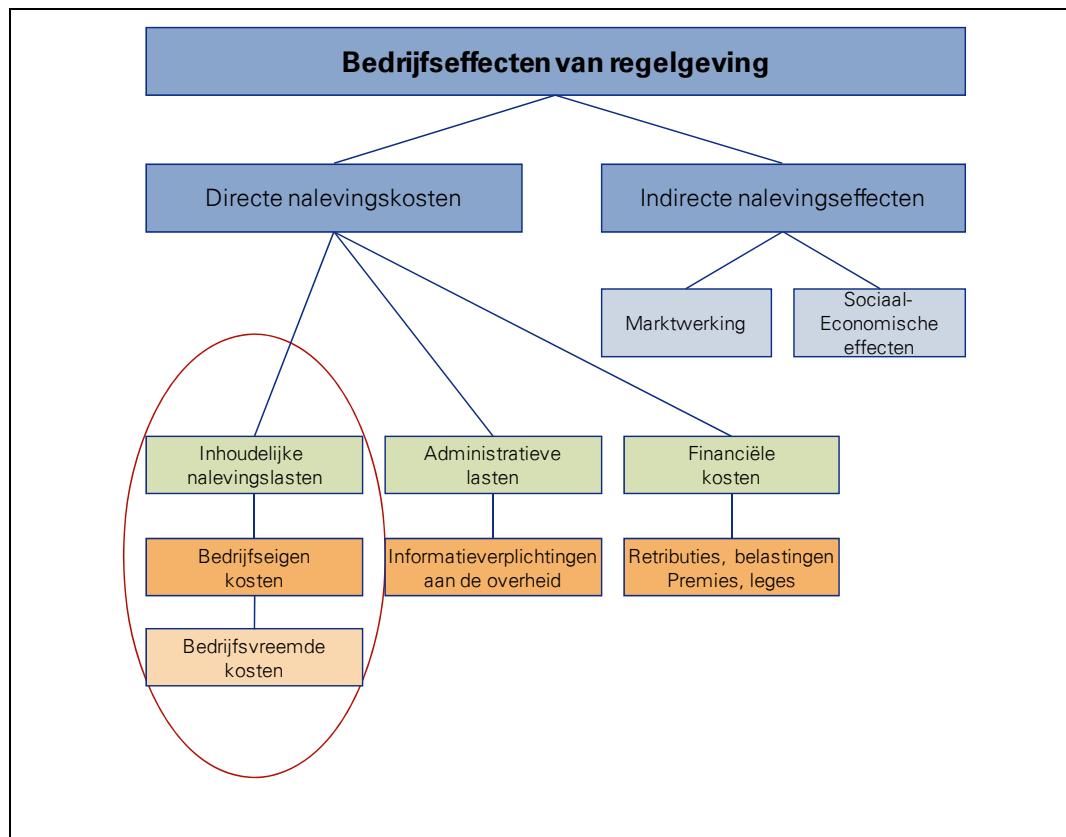 Bedrijfseffecten van regelgeving
Directe nalevingskosten
Indirecte nalevingseffecten
Marktwerking
Sociaal-
Economische
effecten
Inhoudelijke
nalevingslasten
Administratieve
lasten
Financiële
kosten
Bedrijfseigen
kosten
Informatieverplichtingen
aan de overheid
Retributies, belastingen
Premies, leges
Bedrijfsvreemde
kosten